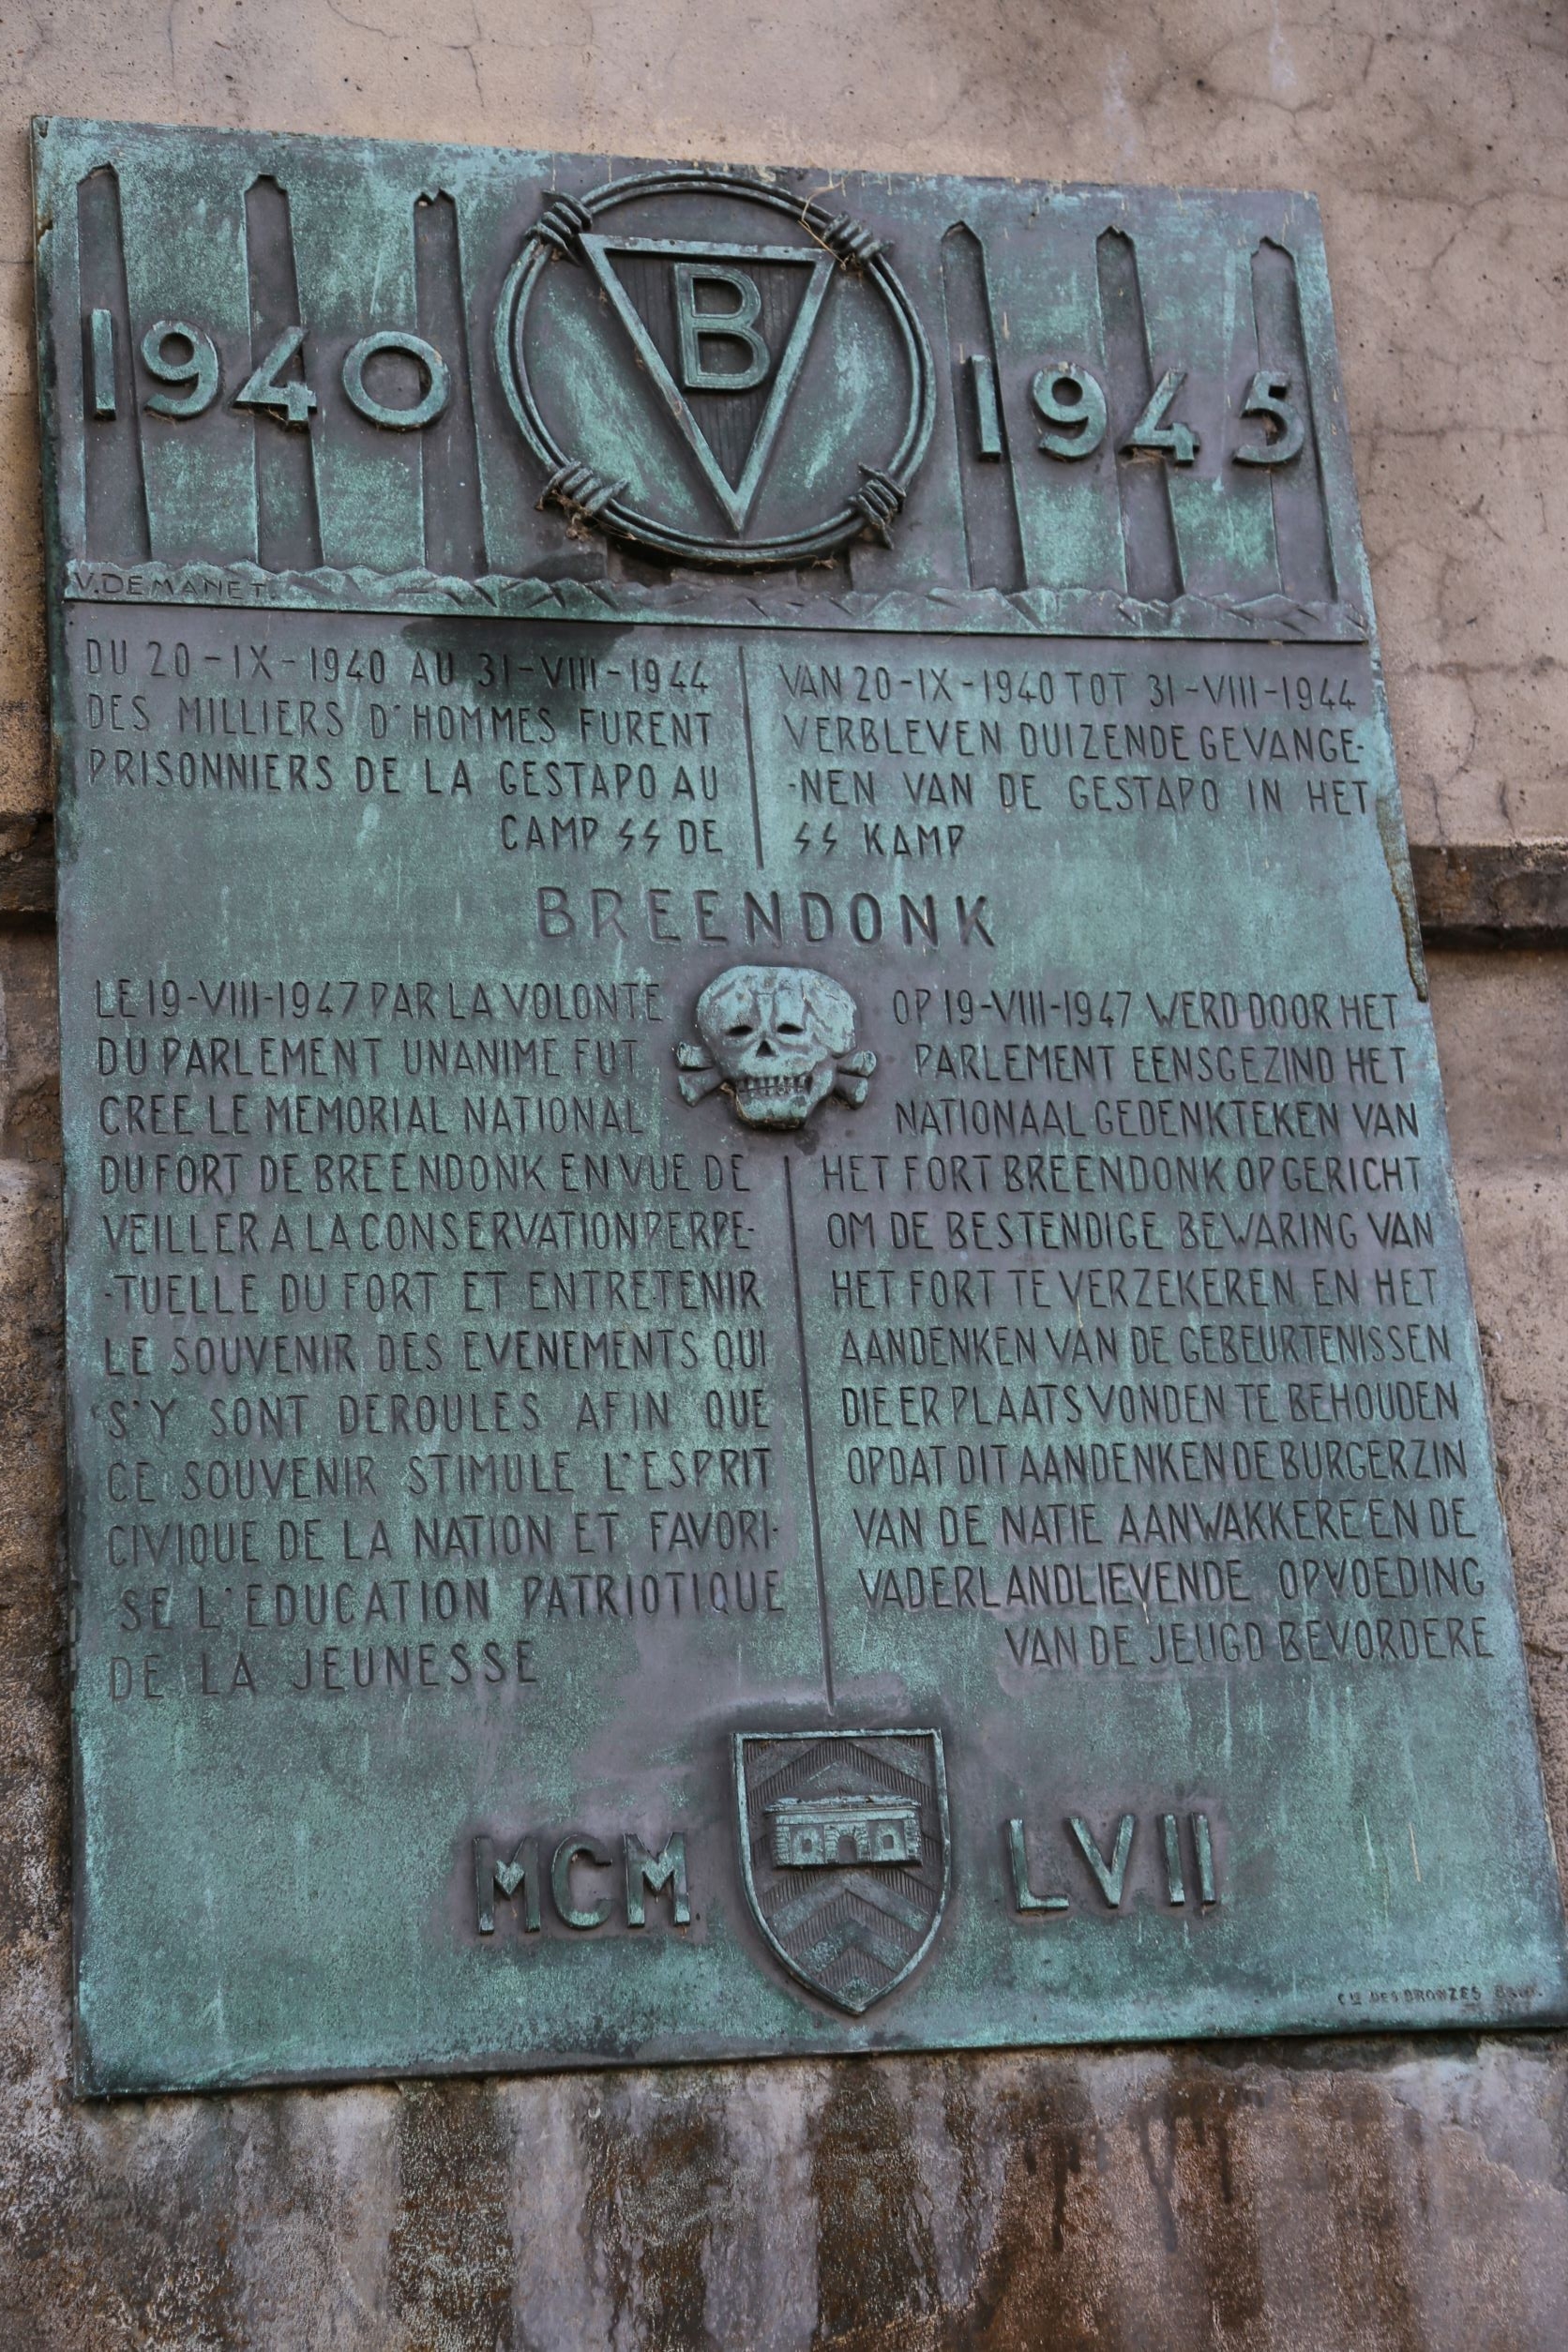 B
1940
1945
V. DEMANET.
DU 20-IX-1940 AU 31-VIII-1944
DES MILLIERS D'HOMMES FURENT
PRISONNIERS DE LA GESTAPO AU
CAMP SS DE
VAN 20-IX-1940 TOT 31-VIII-1944
VERBLEVEN DUIZENDE GEVANGE-
-NEN VAN DE GESTAPO IN HET
SS KAMP
BREENDONK
LE 19-VIII-1947 PAR LA VOLONTE
DU PARLEMENT UNANIME FUT
CREE LE MEMORIAL NATIONAL
DU FORT DE BREENDONK EN VUE DE
VEILLER A LA CONSERVATION PERPE-
-TUELLE DU FORT ET ENTRETENIR
LE SOUVENIR DES EVENEMENTS QUI
S'Y SONT DEROULES AFIN QUE
CE SOUVENIR STIMULE L'ESPRIT
CIVIQUE DE LA NATION ET FAVORI-
SE L'EDUCATION PATRIOTIQUE
DE LA JEUNESSE
OP 19-VIII-1947 WERD DOOR HET
PARLEMENT EENSGEZIND HET
NATIONAAL GEDENKTEKEN VAN
HET FORT BREENDONK OPGERICHT
OM DE BESTENDIGE BEWARING VAN
HET FORT TE VERZEKEREN EN HET
AANDENKEN VAN DE GEBEURTENISSEN
DIE ER PLAATS VONDEN TE BEHOUDEN
OPDAT DIT AANDENKEN DE BURGERZIN
VAN DE NATIE AANWAKKERE EN DE
VADERLANDLIEVENDE OPVOEDING
VAN DE JEUGD BEVORDERE
MCM LVII
Cie DES BRONZES